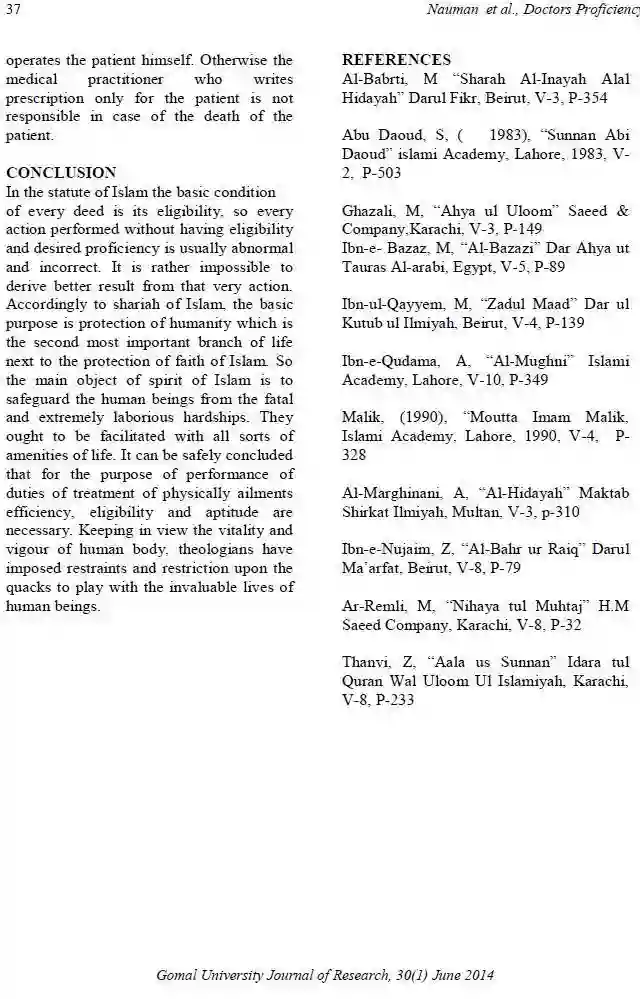 37
Nauman et al., Doctors Proficiency
operates the patient himself. Otherwise the
medical practitioner who writes
prescription only for the patient is not
responsible in case of the death of the
patient.
CONCLUSION
In the statute of Islam the basic condition
of every deed is its eligibility, so every
action performed without having eligibility
and desired proficiency is usually abnormal
and incorrect. It is rather impossible to
derive better result from that very action.
Accordingly to shariah of Islam, the basic
purpose is protection of humanity which is
the second most important branch of life
next to the protection of faith of Islam. So
the main object of spirit of Islam is to
safeguard the human beings from the fatal
and extremely laborious hardships. They
ought to be facilitated with all sorts of
amenities of life. It can be safely concluded
that for the purpose of performance of
duties of treatment of physically ailments
efficiency, eligibility and aptitude are
necessary. Keeping in view the vitality and
vigour of human body, theologians have
imposed restraints and restriction upon the
quacks to play with the invaluable lives of
human beings.
REFERENCES
Al-Babrti, M “Sharah Al-Inayah Alal
Hidayah” Darul Fikr, Beirut, V-3, P-354
Abu Daoud, S, ( 1983), “Sunnan Abi
Daoud” islami Academy, Lahore, 1983, V-
2, P-503
Ghazali, M, “Ahya ul Uloom” Saeed &
Company,Karachi, V-3, P-149
Ibn-e- Bazaz, M, “Al-Bazazi” Dar Ahya ut
Tauras Al-arabi, Egypt, V-5, P-89
Ibn-ul-Qayyem, M, “Zadul Maad” Dar ul
Kutub ul Ilmiyah, Beirut, V-4, P-139
Ibn-e-Qudama, A, “Al-Mughni” Islami
Academy, Lahore, V-10, P-349
Malik, (1990), “Moutta Imam Malik,
Islami Academy, Lahore, 1990, V-4, P-
328
Al-Marghinani, A, “Al-Hidayah” Maktab
Shirkat Ilmiyah, Multan, V-3, p-310
Ibn-e-Nujaim, Z, “Al-Bahr ur Raiq” Darul
Ma’arfat, Beirut, V-8, P-79
Ar-Remli, M, “Nihaya tul Muhtaj” H.M
Saeed Company, Karachi, V-8, P-32
Thanvi, Z, “Aala us Sunnan” Idara tul
Quran Wal Uloom Ul Islamiyah, Karachi,
V-8, P-233
Gomal University Journal of Research, 30(1) June 2014